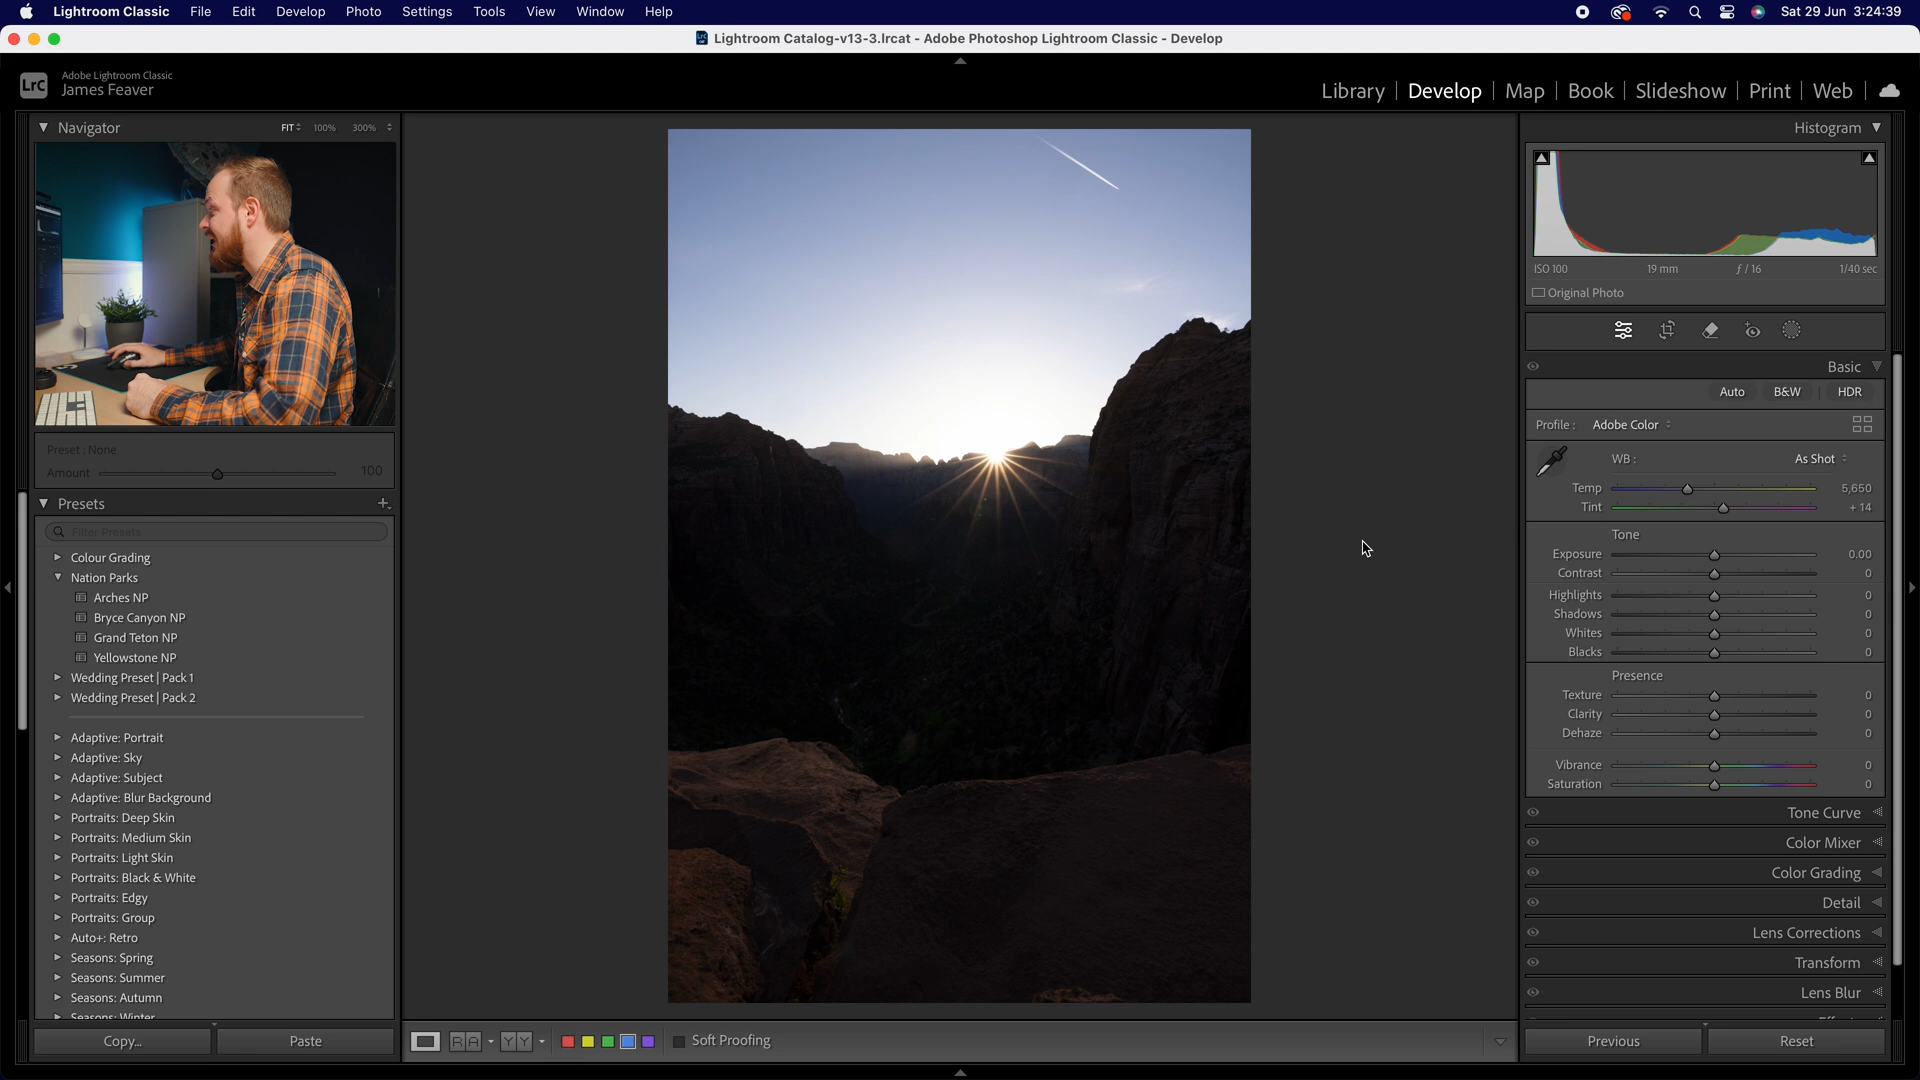 Lightroom Classic File Edit Develop Photo Settings Tools View Window Help Sat 29 Jun 3:24:39
Lightroom Catalog-v13-3.lrcat - Adobe Photoshop Lightroom Classic - Develop
LrC
Adobe Lightroom Classic
James Feaver
Library | Develop | Map | Book | Slideshow | Print | Web |
Navigator
FIT 100% 300%
Preset : None
Amount 100
Presets
Filter Presets
Colour Grading
Nation Parks
Arches NP
Bryce Canyon NP
Grand Teton NP
Yellowstone NP
Wedding Preset | Pack 1
Wedding Preset | Pack 2
Adaptive: Portrait
Adaptive: Sky
Adaptive: Subject
Adaptive: Blur Background
Portraits: Deep Skin
Portraits: Medium Skin
Portraits: Light Skin
Portraits: Black & White
Portraits: Edgy
Portraits: Group
Auto+: Retro
Seasons: Spring
Seasons: Summer
Seasons: Autumn
Seasons: Winter
Copy... Paste
R A Y Y Soft Proofing
Histogram
ISO 100 19 mm ƒ / 16 1/40 sec
Original Photo
Basic
Auto B&W HDR
Profile : Adobe Color
WB : As Shot
Temp 5,650
Tint + 14
Tone
Exposure 0.00
Contrast 0
Highlights 0
Shadows 0
Whites 0
Blacks 0
Presence
Texture 0
Clarity 0
Dehaze 0
Vibrance 0
Saturation 0
Tone Curve
Color Mixer
Color Grading
Detail
Lens Corrections
Transform
Lens Blur
Previous Reset